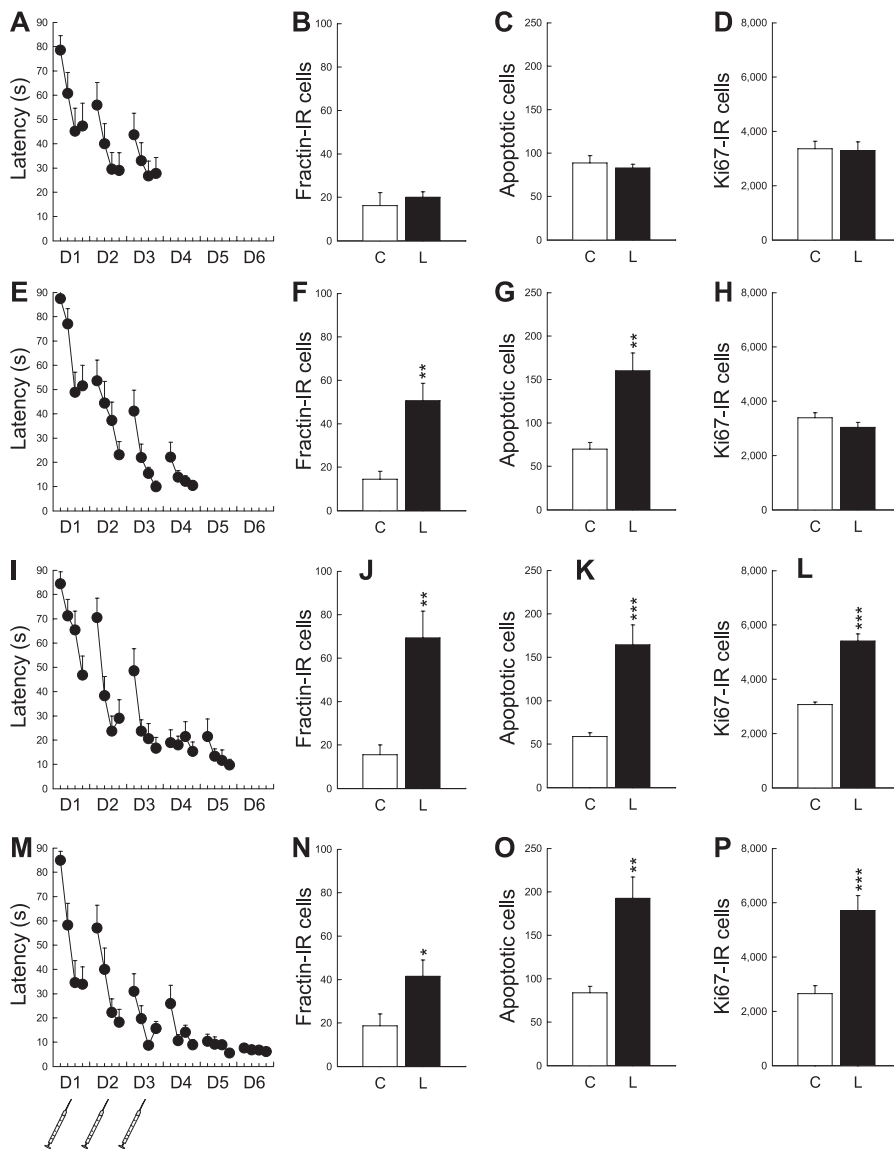 A
Latency (s)
90
80
70
60
50
40
30
20
10
0
D1 D2 D3 D4 D5 D6
B
Fractin-IR cells
100
80
60
40
20
0
C L
C
Apoptotic cells
250
200
150
100
50
0
C L
D
Ki67-IR cells
8,000
6,000
4,000
2,000
0
C L
E
Latency (s)
90
80
70
60
50
40
30
20
10
0
D1 D2 D3 D4 D5 D6
F
Fractin-IR cells
100
80
60
40
20
0
**
C L
G
Apoptotic cells
250
200
150
100
50
0
**
C L
H
Ki67-IR cells
8,000
6,000
4,000
2,000
0
C L
I
Latency (s)
90
80
70
60
50
40
30
20
10
0
D1 D2 D3 D4 D5 D6
J
Fractin-IR cells
100
80
60
40
20
0
**
C L
K
Apoptotic cells
250
200
150
100
50
0
***
C L
L
Ki67-IR cells
8,000
6,000
4,000
2,000
0
***
C L
M
Latency (s)
90
80
70
60
50
40
30
20
10
0
D1 D2 D3 D4 D5 D6
N
Fractin-IR cells
100
80
60
40
20
0
*
C L
O
Apoptotic cells
250
200
150
100
50
0
**
C L
P
Ki67-IR cells
8,000
6,000
4,000
2,000
0
***
C L